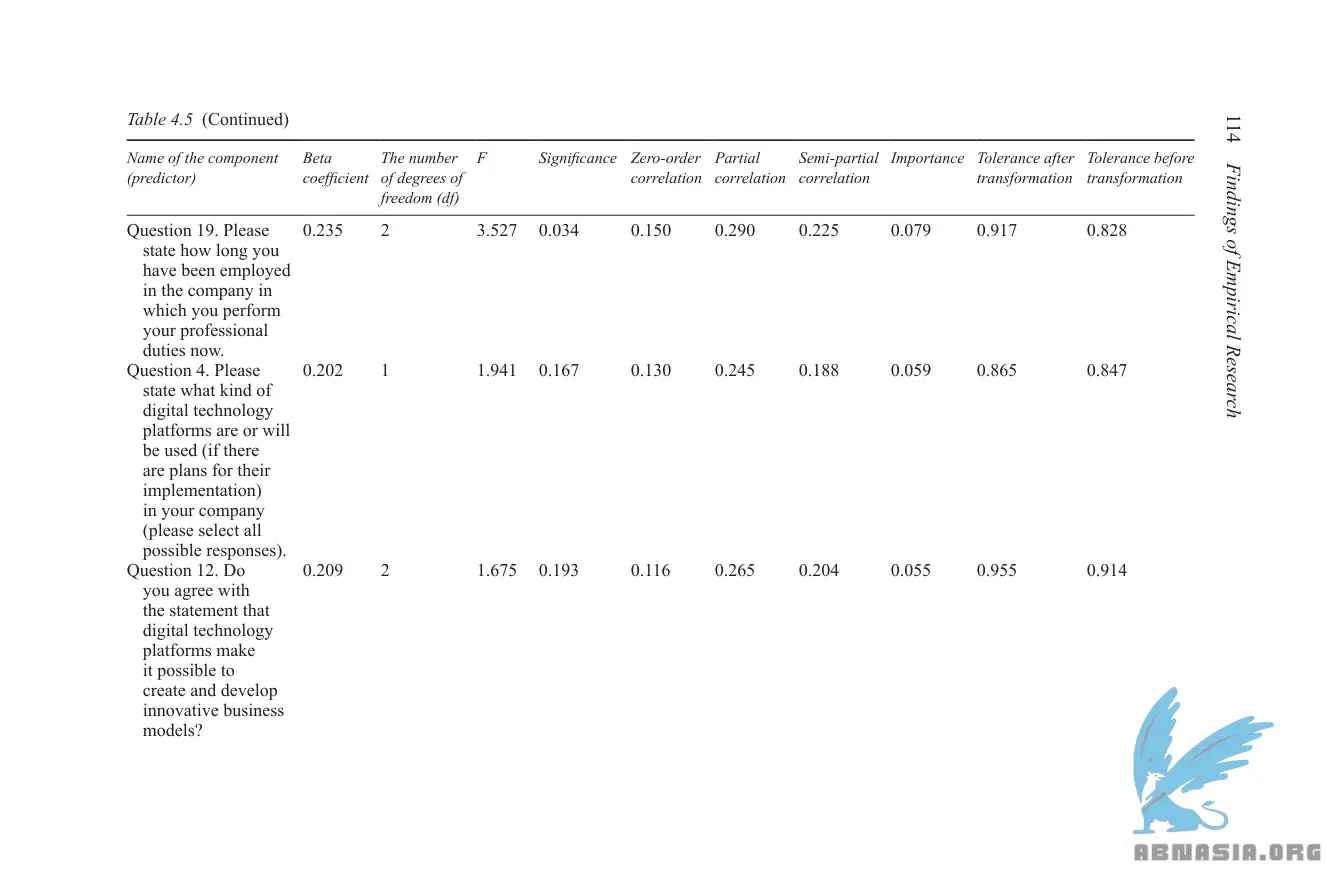 Table 4.5 (Continued)
Name of the component (predictor) Beta coefficient The number of degrees of freedom (df) F Significance Zero-order correlation Partial correlation Semi-partial correlation Importance Tolerance after transformation Tolerance before transformation
Question 19. Please 0.235 2 3.527 0.034 0.150 0.290 0.225 0.079 0.917 0.828
state how long you
have been employed
in the company in
which you perform
your professional
duties now.
Question 4. Please 0.202 1 1.941 0.167 0.130 0.245 0.188 0.059 0.865 0.847
state what kind of
digital technology
platforms are or will
be used (if there
are plans for their
implementation)
in your company
(please select all
possible responses).
Question 12. Do 0.209 2 1.675 0.193 0.116 0.265 0.204 0.055 0.955 0.914
you agree with
the statement that
digital technology
platforms make
it possible to
create and develop
innovative business
models?
114 Findings of Empirical Research
ABNASIA.ORG